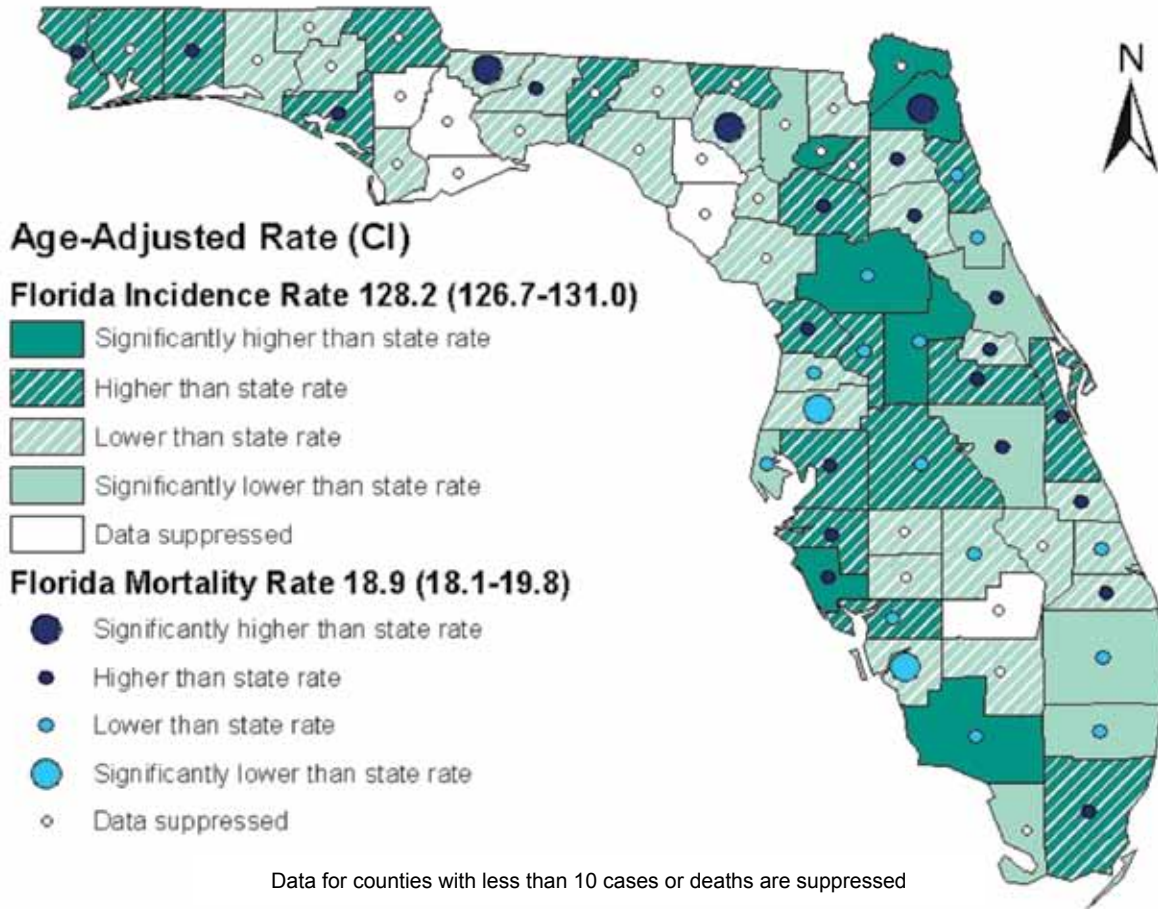 N
Age-Adjusted Rate (CI)
Florida Incidence Rate 128.2 (126.7-131.0)
Significantly higher than state rate
Higher than state rate
Lower than state rate
Significantly lower than state rate
Data suppressed
Florida Mortality Rate 18.9 (18.1-19.8)
Significantly higher than state rate
Higher than state rate
Lower than state rate
Significantly lower than state rate
Data suppressed
Data for counties with less than 10 cases or deaths are suppressed